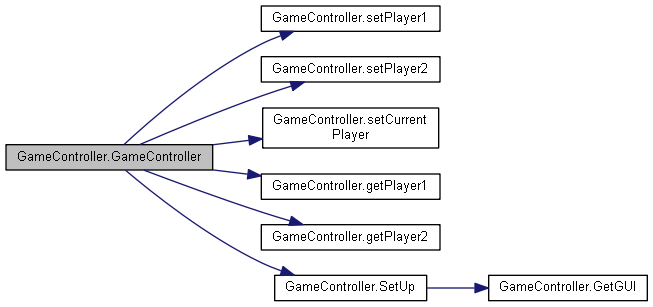 GameController.setPlayer1
GameController.setPlayer2
GameController.setCurrent
Player
GameController.GameController
GameController.getPlayer1
GameController.getPlayer2
GameController.SetUp
GameController.GetGUI